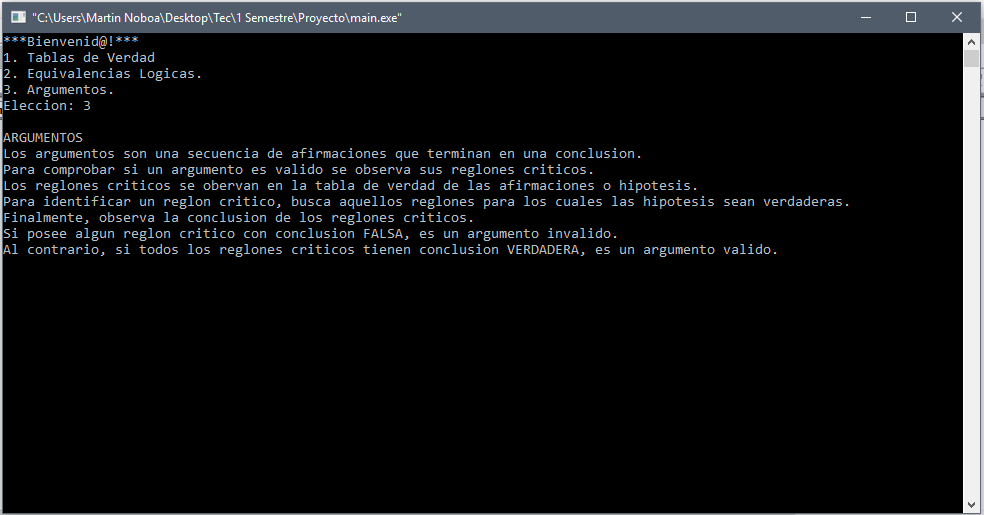 "C:\Users\Martin Noboa\Desktop\Tec\1 Semestre\Proyecto\main.exe"
***Bienvenid@!***
1. Tablas de Verdad
2. Equivalencias Logicas.
3. Argumentos.
Eleccion: 3
ARGUMENTOS
Los argumentos son una secuencia de afirmaciones que terminan en una conclusion.
Para comprobar si un argumento es valido se observa sus reglones criticos.
Los reglones criticos se obervan en la tabla de verdad de las afirmaciones o hipotesis.
Para identificar un reglon critico, busca aquellos reglones para los cuales las hipotesis sean verdaderas.
Finalmente, observa la conclusion de los reglones criticos.
Si posee algun reglon critico con conclusion FALSA, es un argumento invalido.
Al contrario, si todos los reglones criticos tienen conclusion VERDADERA, es un argumento valido.